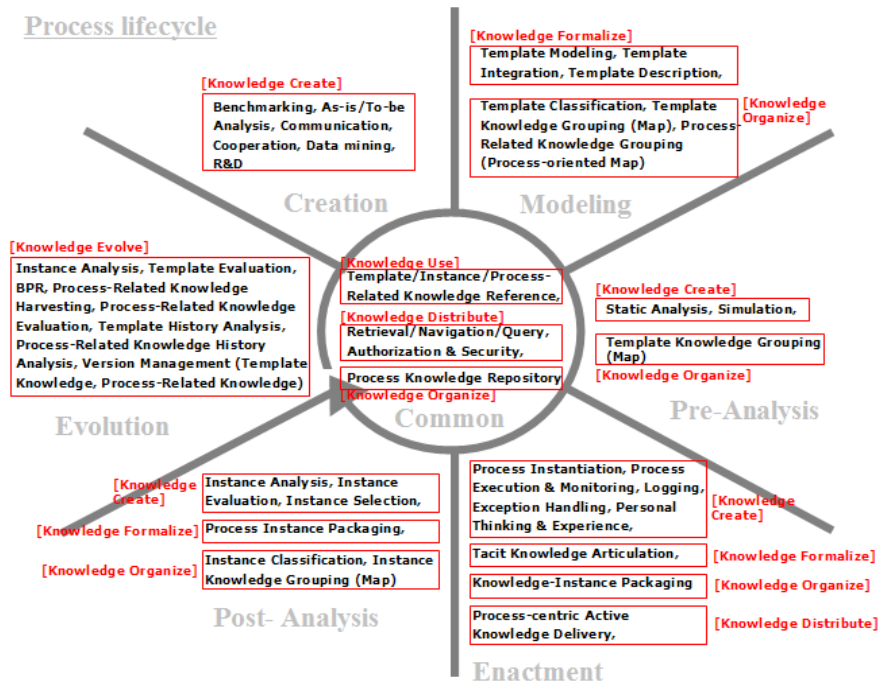 Process lifecycle
[Knowledge Create]
Benchmarking, As-is/To-be
Analysis, Communication,
Cooperation, Data mining,
R&D
Creation
[Knowledge Formalize]
Template Modeling, Template
Integration, Template Description,
Template Classification, Template
Knowledge Grouping (Map), Process-
Related Knowledge Grouping
(Process-oriented Map)
[Knowledge
Organize]
Modeling
[Knowledge Evolve]
Instance Analysis, Template Evaluation,
BPR, Process-Related Knowledge
Harvesting, Process-Related Knowledge
Evaluation, Template History Analysis,
Process-Related Knowledge History
Analysis, Version Management (Template
Knowledge, Process-Related Knowledge)
Evolution
[Knowledge Use]
Template/Instance/Process-
Related Knowledge Reference,
[Knowledge Distribute]
Retrieval/Navigation/Query,
Authorization & Security,
Process Knowledge Repository
[Knowledge Organize]
Common
[Knowledge Create]
Static Analysis, Simulation,
Template Knowledge Grouping
(Map)
[Knowledge Organize]
Pre-Analysis
[Knowledge
Create]
Instance Analysis, Instance
Evaluation, Instance Selection,
[Knowledge Formalize]
Process Instance Packaging,
[Knowledge Organize]
Instance Classification, Instance
Knowledge Grouping (Map)
Post- Analysis
Process Instantiation, Process
Execution & Monitoring, Logging,
Exception Handling, Personal
Thinking & Experience,
[Knowledge
Create]
Tacit Knowledge Articulation,
[Knowledge Formalize]
Knowledge-Instance Packaging
[Knowledge Organize]
Process-centric Active
Knowledge Delivery,
[Knowledge Distribute]
Enactment